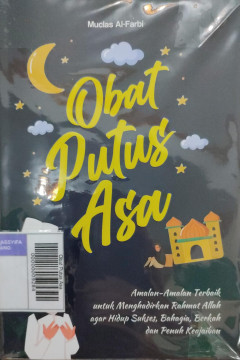 Muclas Al-Farbi
Obat
Putus
Asa
Amalan-Amalan Terbaik
untuk Menghadirkan Rahmat Allah
agar Hidup Sukses, Bahagia, Berkah
dan Penuh Keajaiban